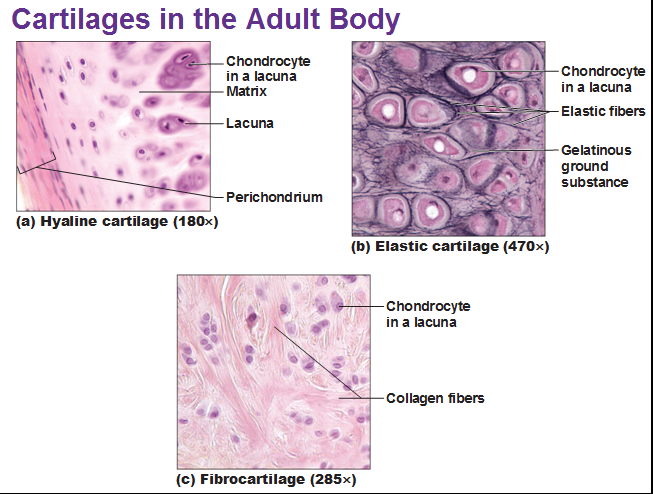 Cartilages in the Adult Body
Chondrocyte
in a lacuna
Matrix
Lacuna
Perichondrium
(a) Hyaline cartilage (180×)
Chondrocyte
in a lacuna
Elastic fibers
Gelatinous
ground
substance
(b) Elastic cartilage (470×)
Chondrocyte
in a lacuna
Collagen fibers
(c) Fibrocartilage (285×)